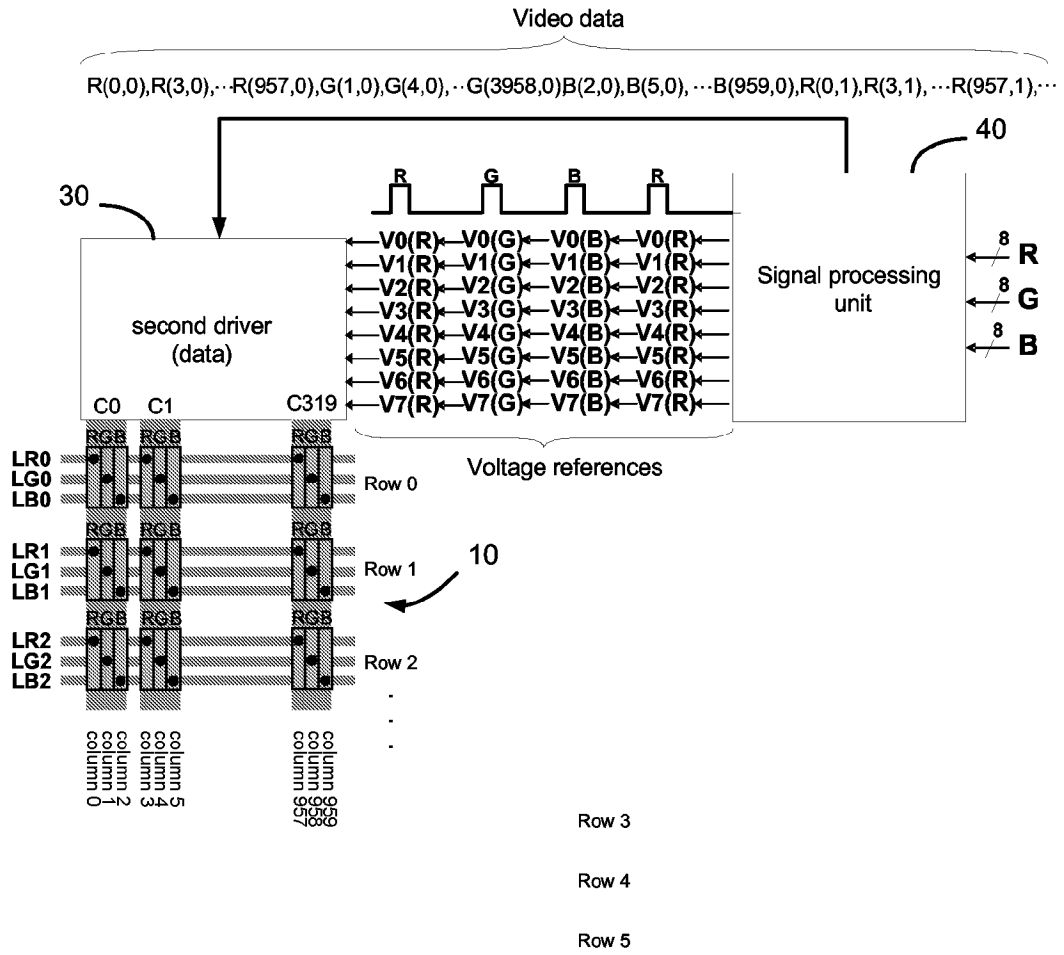 Video data
R(0,0),R(3,0),···R(957,0),G(1,0),G(4,0),··G(3958,0),B(2,0),B(5,0), ···B(959,0),R(0,1),R(3,1), ···R(957,1),···
40
R G B R
30
V0(R) V0(G) V0(B) V0(R)
V1(R) V1(G) V1(B) V1(R)
V2(R) V2(G) V2(B) V2(R)
V3(R) V3(G) V3(B) V3(R)
V4(R) V4(G) V4(B) V4(R)
V5(R) V5(G) V5(B) V5(R)
V6(R) V6(G) V6(B) V6(R)
V7(R) V7(G) V7(B) V7(R)
Signal processing
unit
8 R
8 G
8 B
second driver
(data)
C0 C1 C319
Voltage references
RGB RGB RGB
LR0
LG0 Row 0
LB0
RGB RGB RGB
LR1
LG1 Row 1
LB1
10
RGB RGB RGB
LR2
LG2 Row 2
LB2
column 0
column 1
column 2
column 3
column 4
column 5
column 957
column 958
column 959
Row 3
Row 4
Row 5